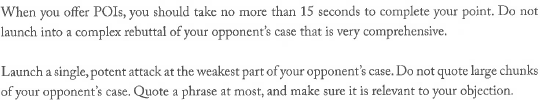 When you offer POIs, you should take no more than 15 seconds to complete your point. Do not
launch into a complex rebuttal of your opponent's case that is very comprehensive.
Launch a single, potent attack at the weakest part of your opponent's case. Do not quote large chunks
of your opponent's case. Quote a phrase at most, and make sure it is relevant to your objection.